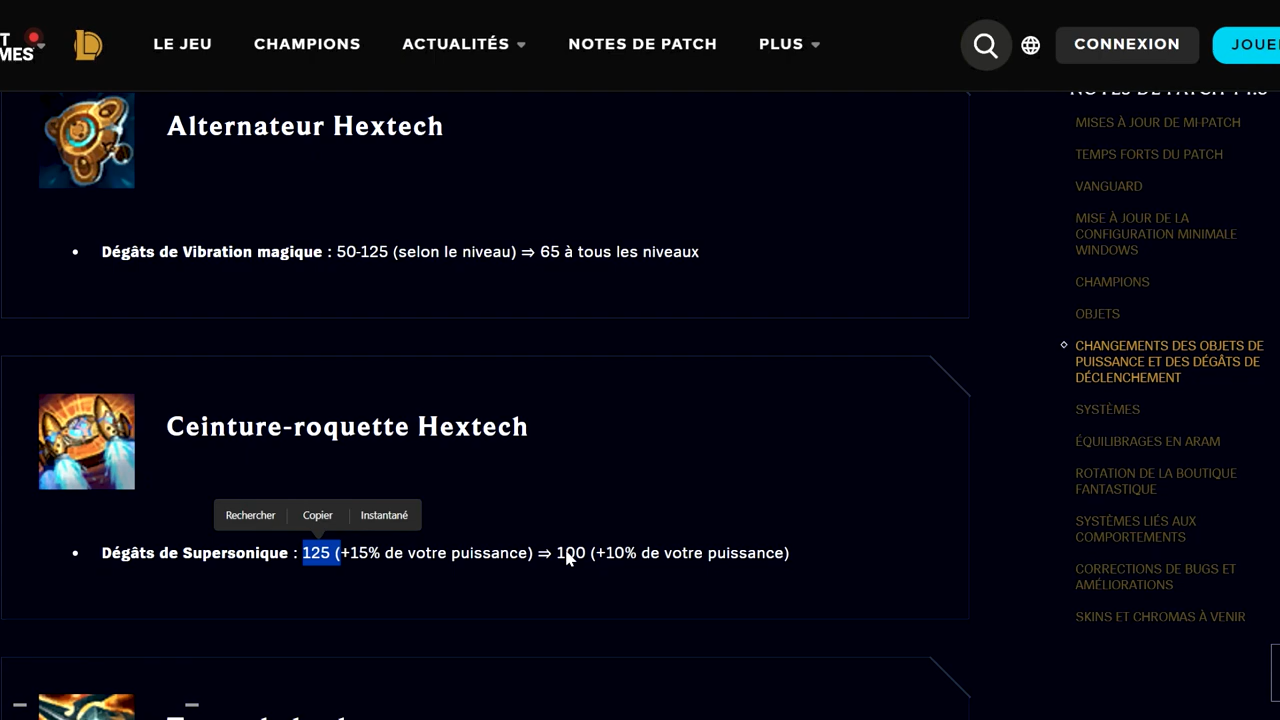 T
MES
LE JEU
CHAMPIONS
ACTUALITÉS
NOTES DE PATCH
PLUS
CONNEXION
JOUE
Alternateur Hextech
• Dégâts de Vibration magique : 50-125 (selon le niveau) ⇒ 65 à tous les niveaux
Ceinture-roquette Hextech
Rechercher
Copier
Instantané
• Dégâts de Supersonique : 125 (+15% de votre puissance) ⇒ 100 (+10% de votre puissance)
MISES À JOUR DE MI-PATCH
TEMPS FORTS DU PATCH
VANGUARD
MISE À JOUR DE LA
CONFIGURATION MINIMALE
WINDOWS
CHAMPIONS
OBJETS
CHANGEMENTS DES OBJETS DE
PUISSANCE ET DES DÉGÂTS DE
DÉCLENCHEMENT
SYSTÈMES
ÉQUILIBRAGES EN ARAM
ROTATION DE LA BOUTIQUE
FANTASTIQUE
SYSTÈMES LIÉS AUX
COMPORTEMENTS
CORRECTIONS DE BUGS ET
AMÉLIORATIONS
SKINS ET CHROMAS À VENIR